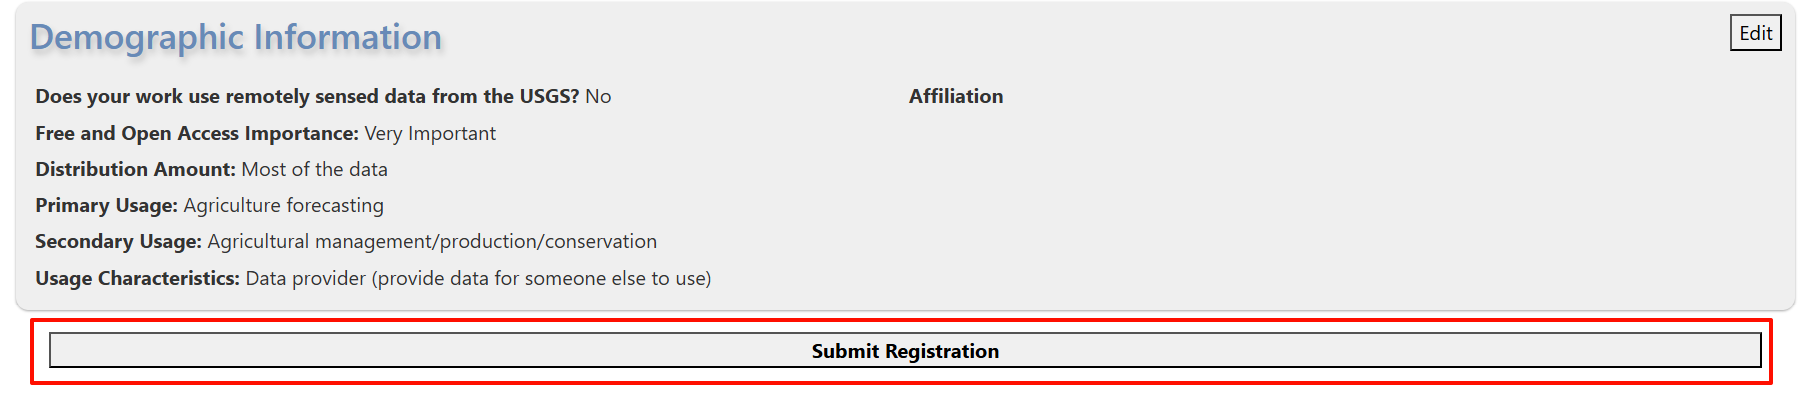 Demographic Information
Edit
Does your work use remotely sensed data from the USGS? No
Affiliation
Free and Open Access Importance: Very Important
Distribution Amount: Most of the data
Primary Usage: Agriculture forecasting
Secondary Usage: Agricultural management/production/conservation
Usage Characteristics: Data provider (provide data for someone else to use)
Submit Registration